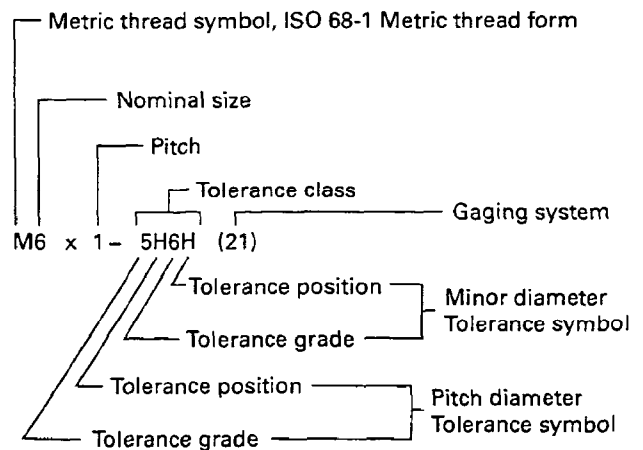 Metric thread symbol, ISO 68-1 Metric thread form
Nominal size
Pitch
Tolerance class
Gaging system
M6 x 1 - 5H6H (21)
Tolerance position
Minor diameter
Tolerance symbol
Tolerance grade
Tolerance position
Pitch diameter
Tolerance symbol
Tolerance grade